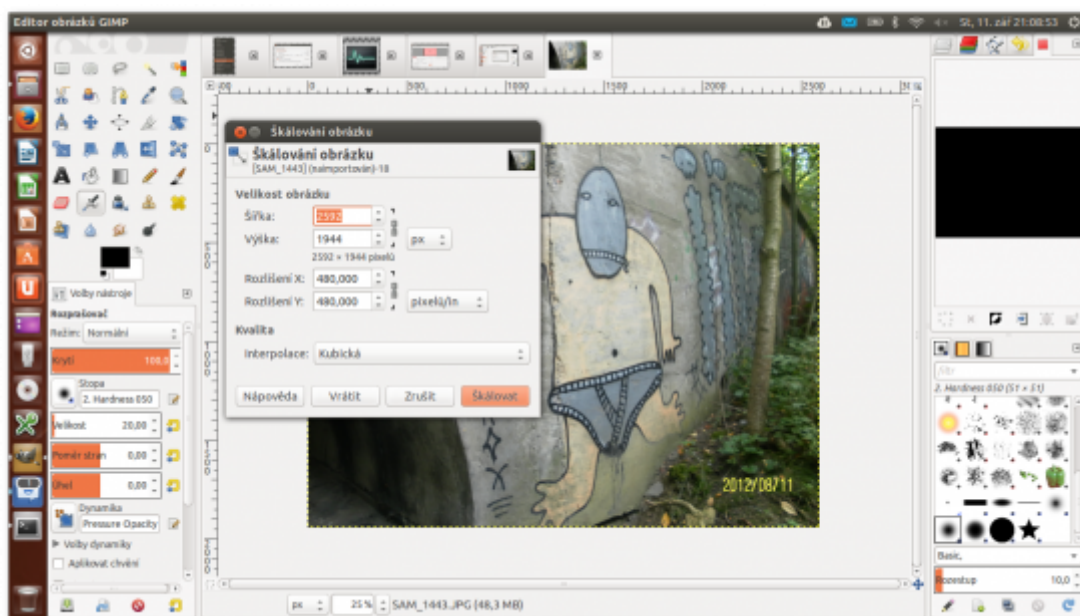 Editor obrázků GIMP
St, 11. zář 21:08:53
500
1000
1500
2000
2500
Škálování obrázku
Škálování obrázku
[SAM_1443] (naimportován)-18
Velikost obrázku
Šířka: 2592
Výška: 1944 px
2592 × 1944 pixelů
Rozlišení X: 480,000
Rozlišení Y: 480,000 pixelů/in
Kvalita
Interpolace: Kubická
Nápověda Vrátit Zrušit Škálovat
Volby nástroje
Rozprašovač
Režim: Normální
Krytí 100,0
Stopa
2. Hardness 050
Velikost 20,00
Poměr stran 0,00
Úhel 0,00
Dynamika
Pressure Opacity
Volby dynamiky
Aplikovat chvění
2012/08/11
filtr
2. Hardness 050 (51 × 51)
Basic,
Rozestup 10,0
px 25 % SAM_1443.JPG (48,3 MB)